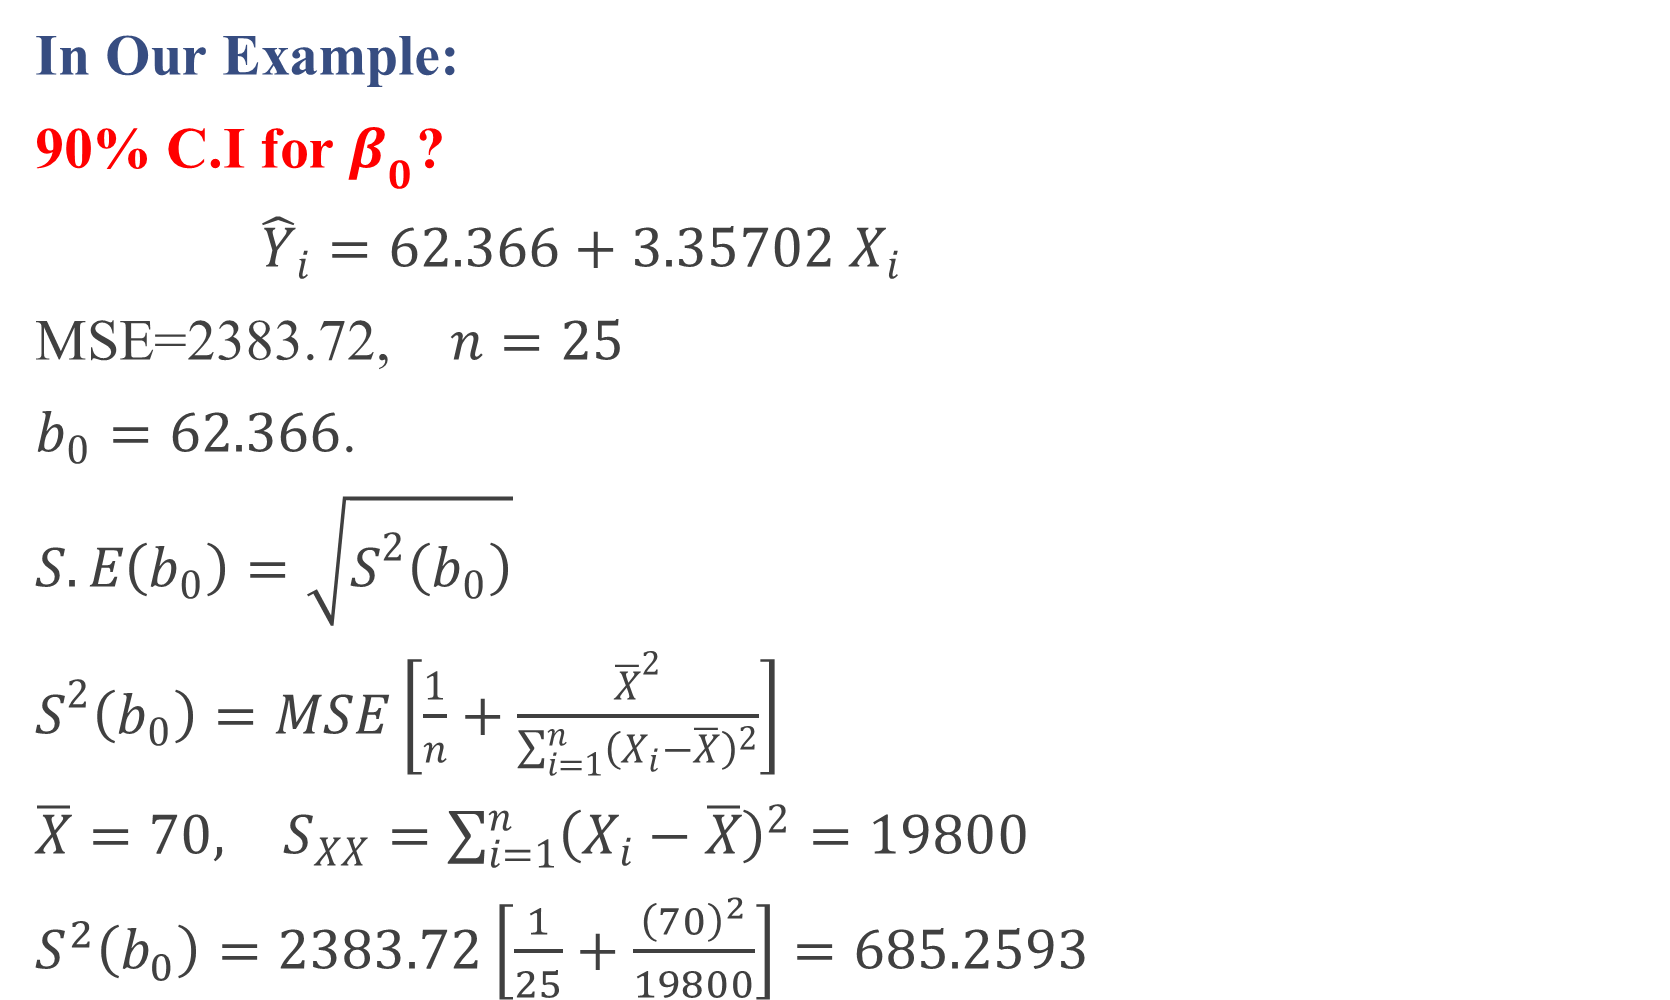 In Our Example:
90% C.I for β₀?
Ŷᵢ = 62.366 + 3.35702 Xᵢ
MSE=2383.72, n = 25
b₀ = 62.366.
S.E(b₀) = √(S²(b₀))
S²(b₀) = MSE [1/n + X̅²/∑ⁿᵢ₌₁(Xᵢ−X̅)²]
X̅ = 70, S_XX = ∑ⁿᵢ₌₁(Xᵢ − X̅)² = 19800
S²(b₀) = 2383.72 [1/25 + (70)²/19800] = 685.2593